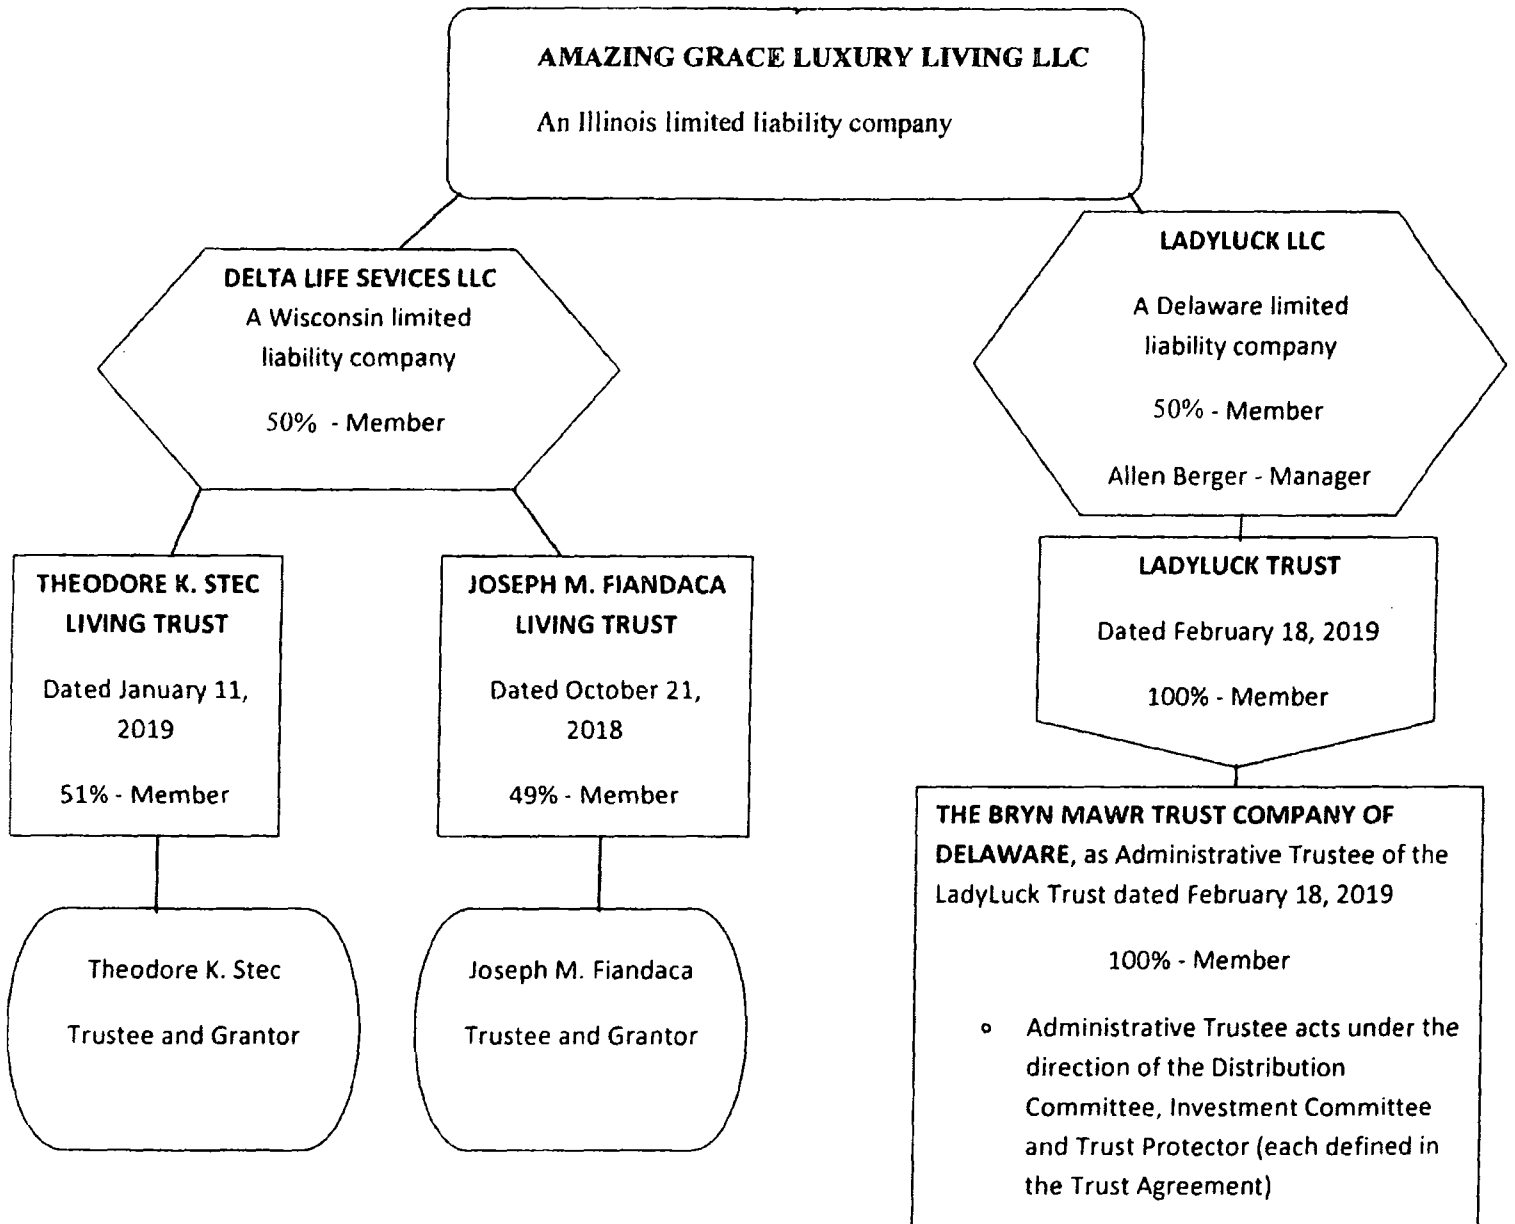 AMAZING GRACE LUXURY LIVING LLC
An Illinois limited liability company
DELTA LIFE SEVICES LLC
A Wisconsin limited
liability company
50% - Member
LADYLUCK LLC
A Delaware limited
liability company
50% - Member
Allen Berger - Manager
THEODORE K. STEC
LIVING TRUST
Dated January 11,
2019
51% - Member
JOSEPH M. FIANDACA
LIVING TRUST
Dated October 21,
2018
49% - Member
LADYLUCK TRUST
Dated February 18, 2019
100% - Member
Theodore K. Stec
Trustee and Grantor
Joseph M. Fiandaca
Trustee and Grantor
THE BRYN MAWR TRUST COMPANY OF
DELAWARE, as Administrative Trustee of the
LadyLuck Trust dated February 18, 2019
100% - Member
o Administrative Trustee acts under the
direction of the Distribution
Committee, Investment Committee
and Trust Protector (each defined in
the Trust Agreement)